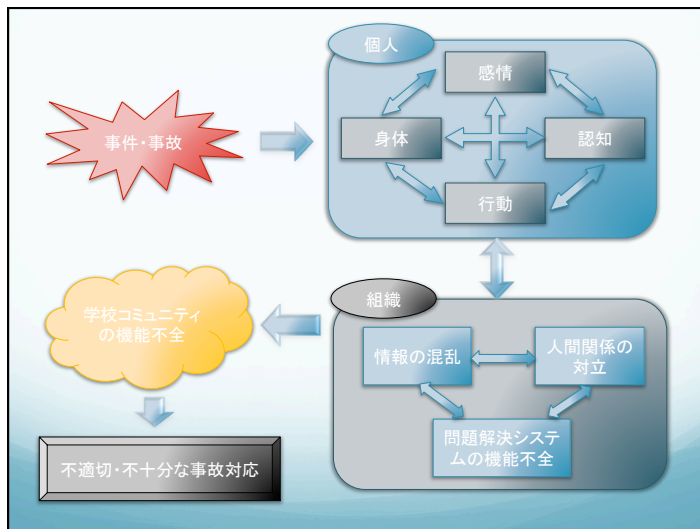 個人
感情
事件・事故
身体
認知
行動
組織
学校コミュニティ
の機能不全
情報の混乱
人間関係の
対立
問題解決システ
ムの機能不全
不適切・不十分な事故対応